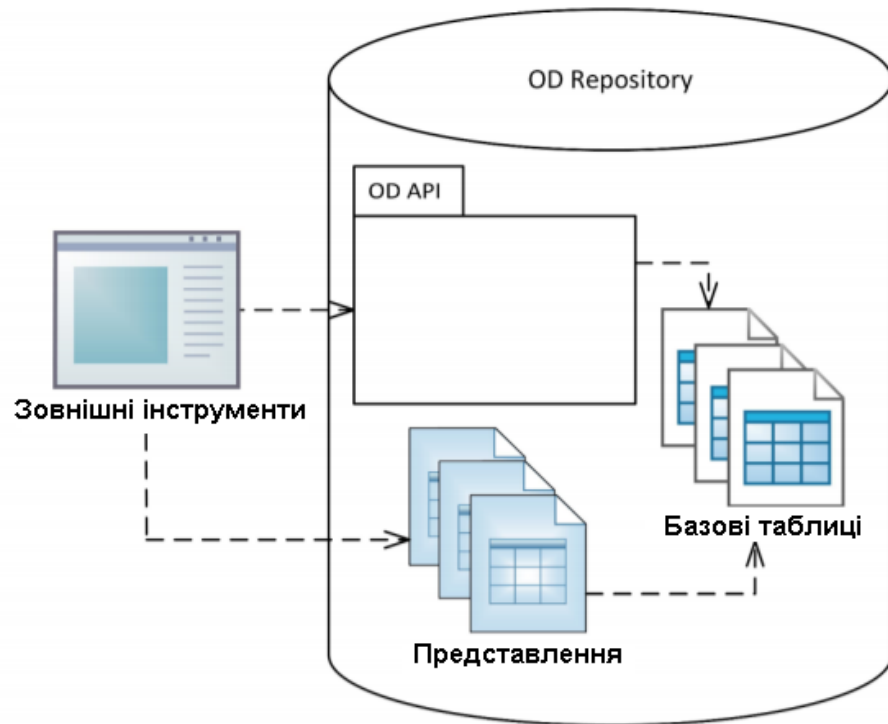 OD Repository
OD API
Зовнішні інструменти
Базові таблиці
Представлення